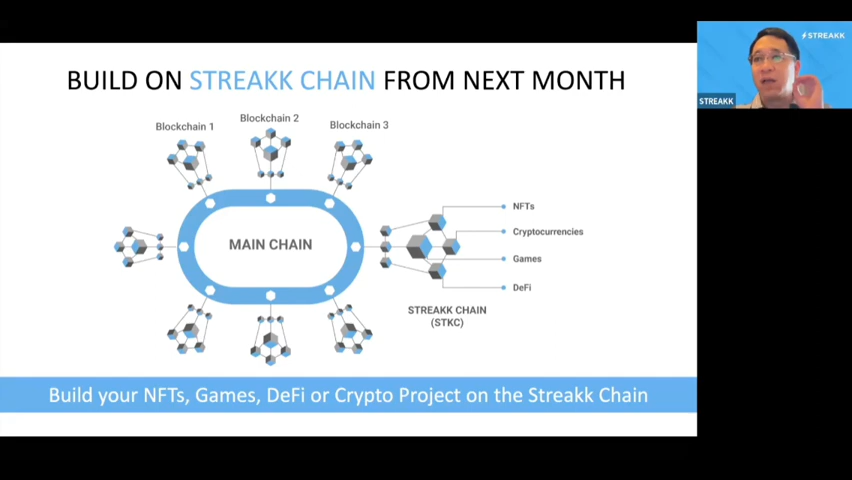 BUILD ON STREAKK CHAIN FROM NEXT MONTH
STREAKK
STREAKK
Blockchain 1
Blockchain 2
Blockchain 3
MAIN CHAIN
NFTs
Cryptocurrencies
Games
DeFi
STREAKK CHAIN
(STKC)
Build your NFTs, Games, DeFi or Crypto Project on the Streakk Chain